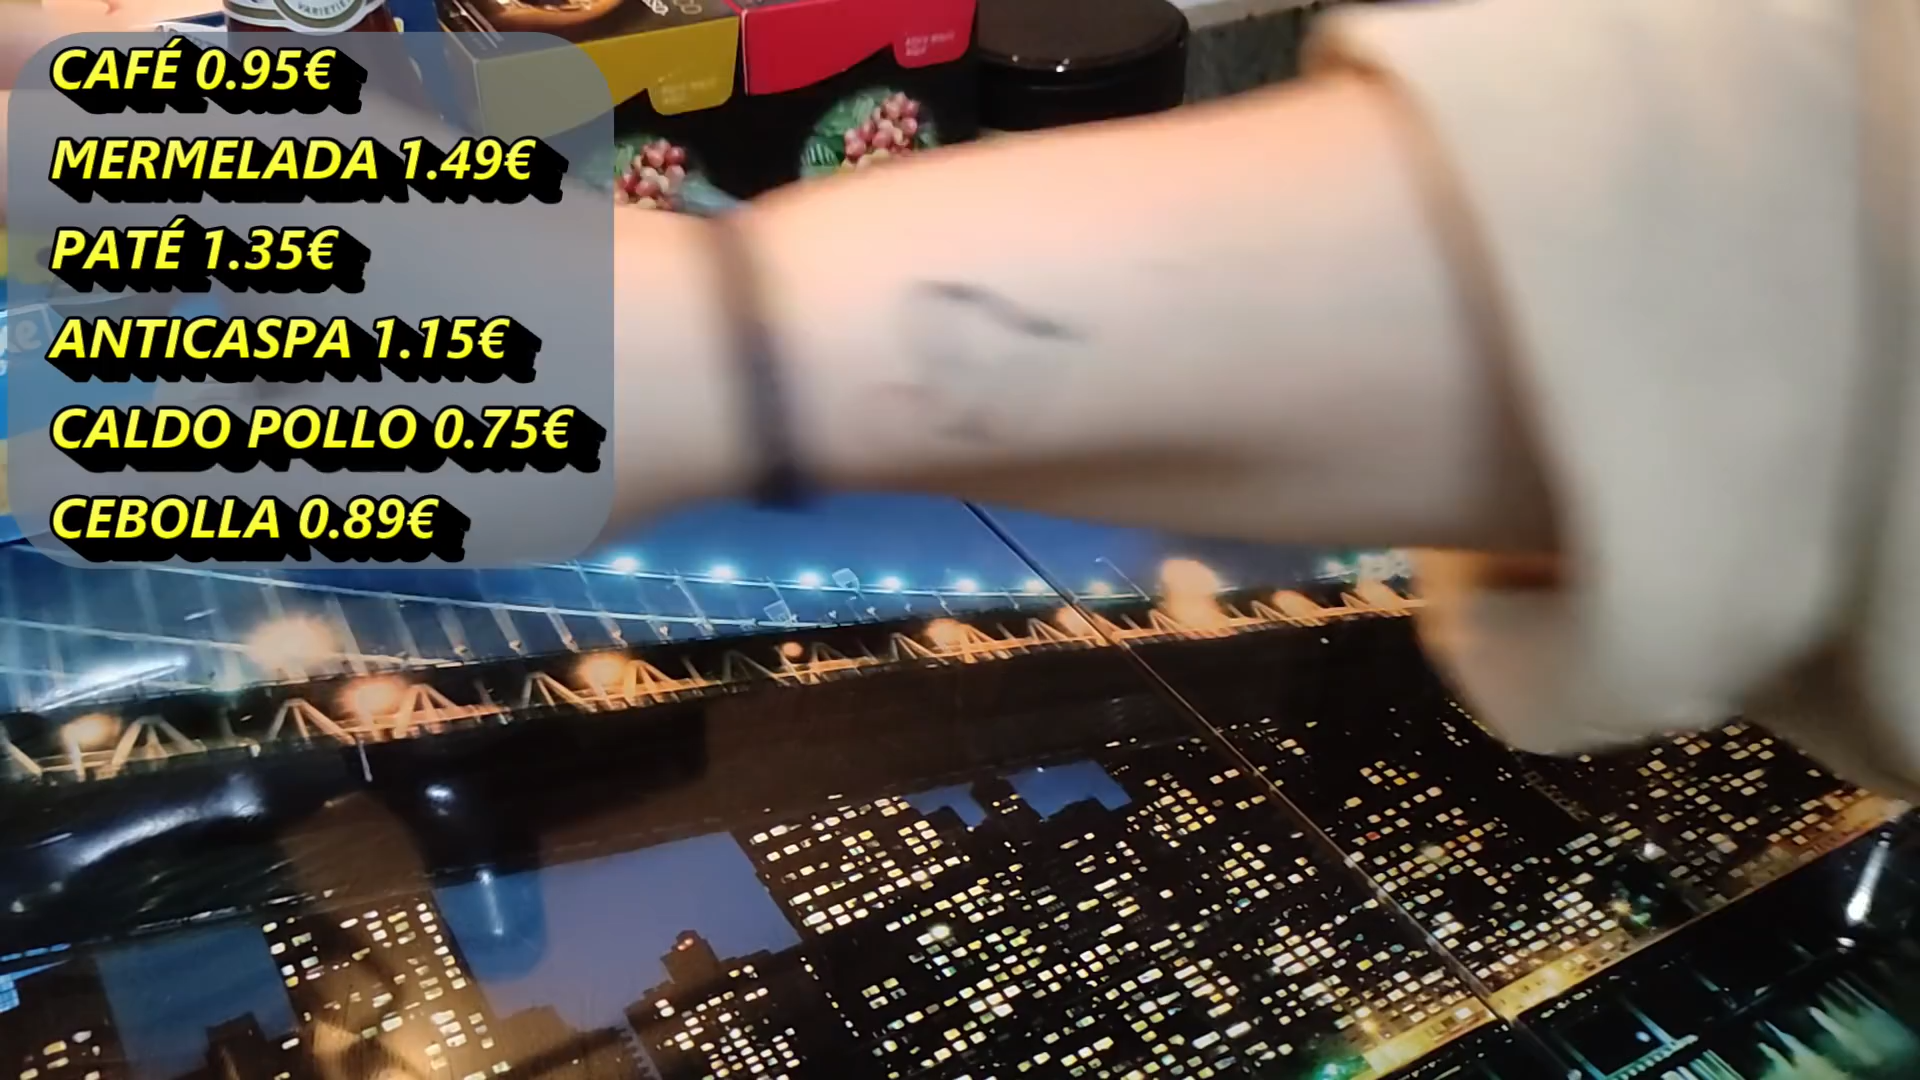 VARIETIE
CAFÉ 0.95€
MERMELADA 1.49€
PATÉ 1.35€
ANTICASPA 1.15€
CALDO POLLO 0.75€
CEBOLLA 0.89€